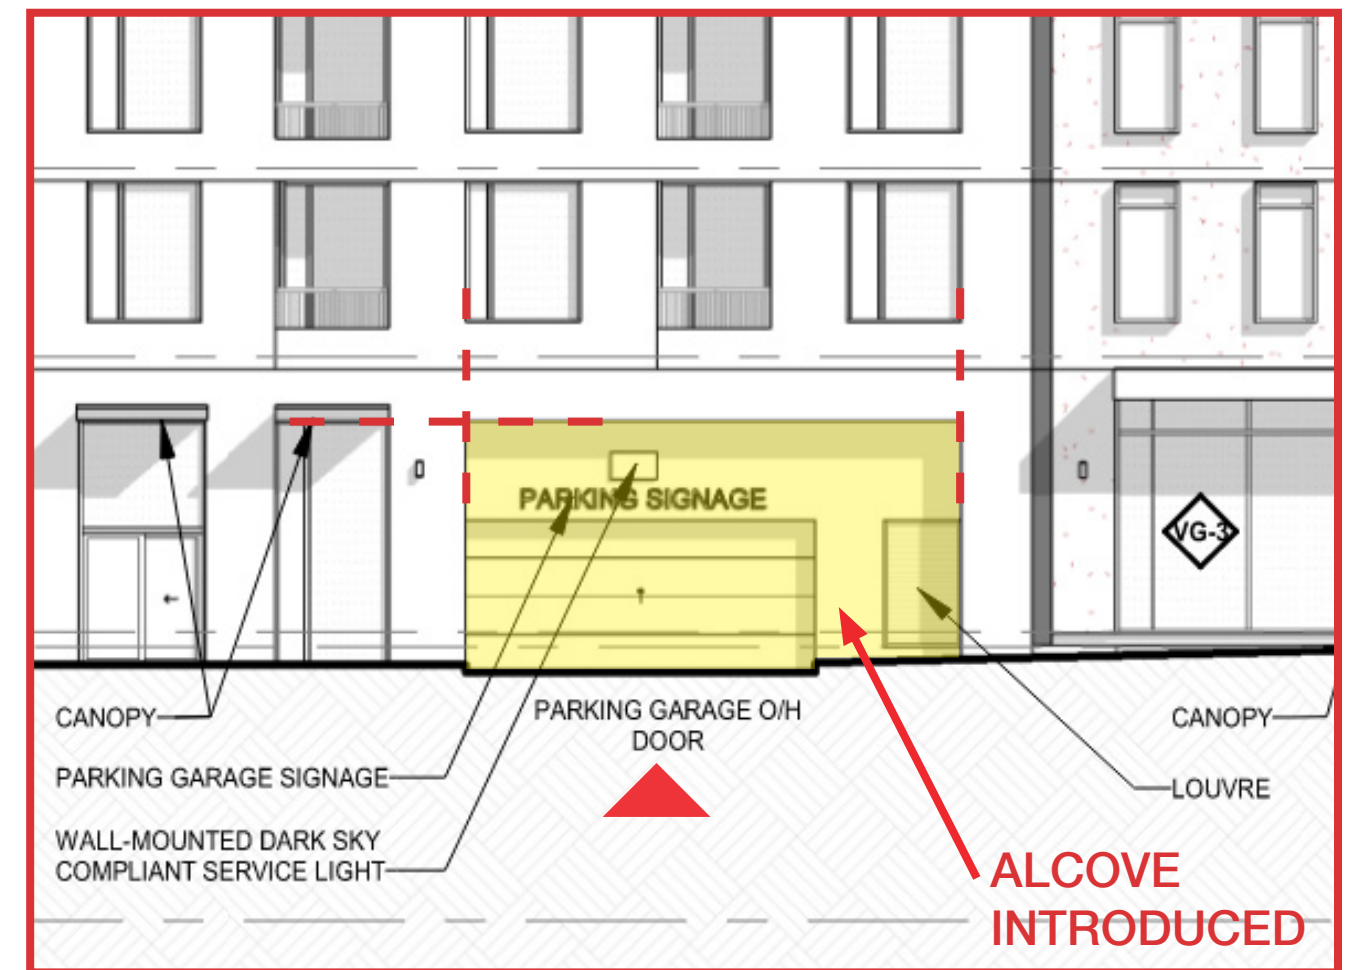 PARKING SIGNAGE
VG-3
CANOPY
PARKING GARAGE O/H
DOOR
CANOPY
PARKING GARAGE SIGNAGE
LOUVRE
WALL-MOUNTED DARK SKY
COMPLIANT SERVICE LIGHT
ALCOVE
INTRODUCED